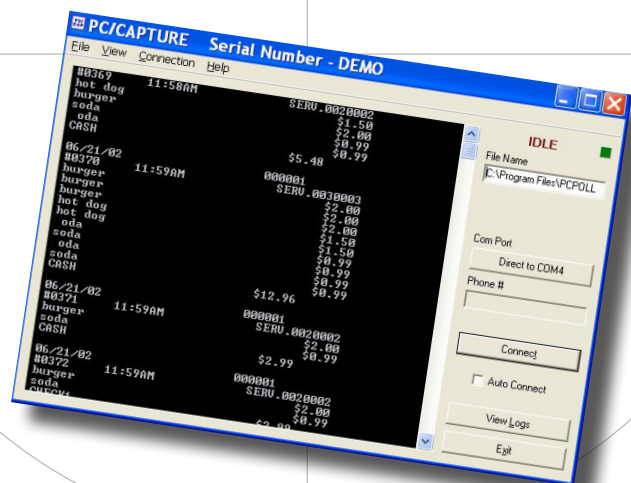 PC/CAPTURE Serial Number - DEMO
File View Connection Help
#0369 11:58AM SERV.0020002
hot dog $1.50
burger $2.00
soda $0.99
oda $0.99
CASH $5.48
06/21/02 000001
#0370 11:59AM SERV.0030003
burger $2.00
burger $2.00
burger $2.00
hot dog $1.50
hot dog $1.50
oda $0.99
soda $0.99
oda $0.99
soda $0.99
CASH $12.96
06/21/02 000001
#0371 11:59AM SERV.0020002
burger $2.00
soda $0.99
CASH $2.99
06/21/02 000001
#0372 11:59AM SERV.0020002
burger $2.00
soda $0.99
CHECK1 $2.99
IDLE
File Name
C:\Program Files\PCPOLL
Com Port
Direct to COM4
Phone #
Connect
Auto Connect
View Logs
Exit